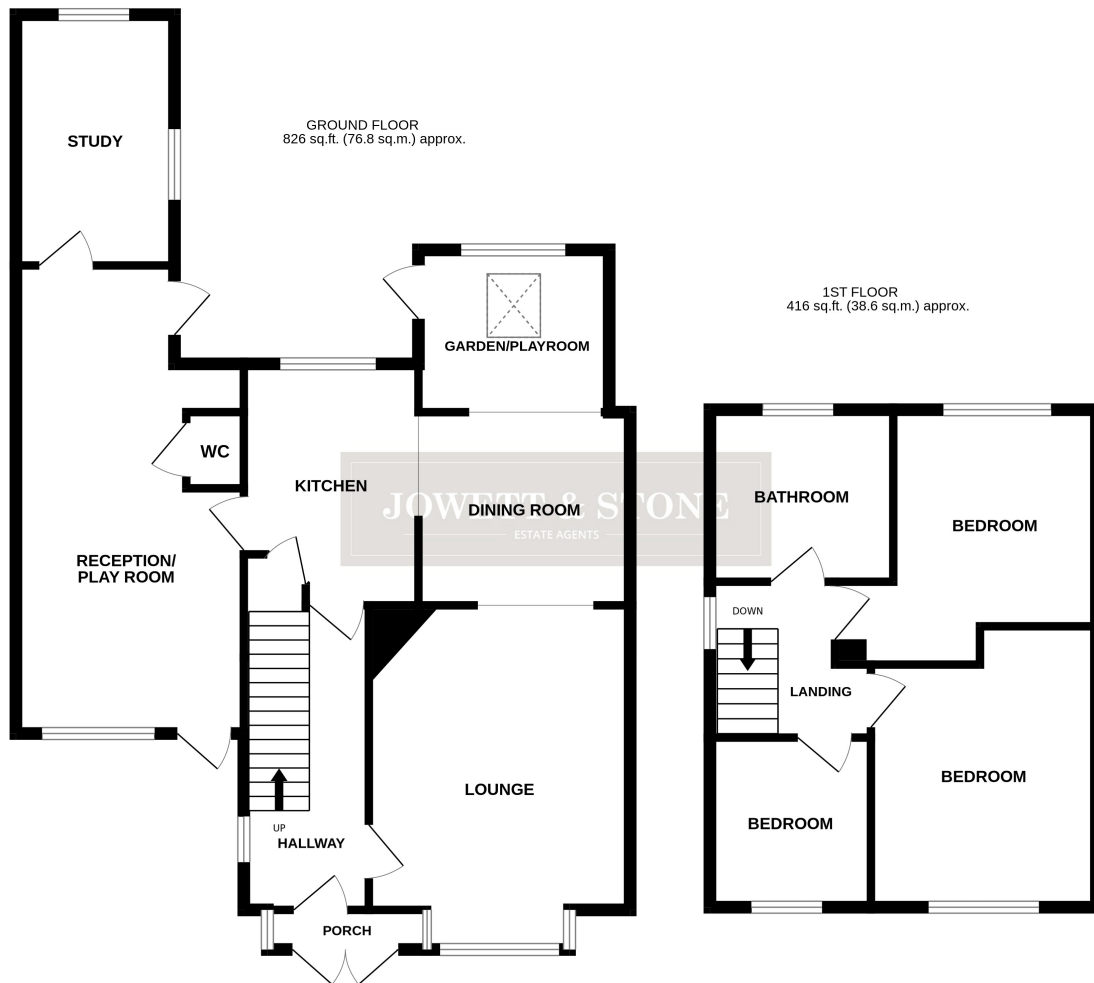 GROUND FLOOR
826 sq.ft. (76.8 sq.m.) approx.
STUDY
GARDEN/PLAYROOM
WC
KITCHEN
DINING ROOM
JOWETT & STONE
ESTATE AGENTS
RECEPTION/
PLAY ROOM
LOUNGE
UP
HALLWAY
PORCH
1ST FLOOR
416 sq.ft. (38.6 sq.m.) approx.
BATHROOM
BEDROOM
DOWN
LANDING
BEDROOM
BEDROOM